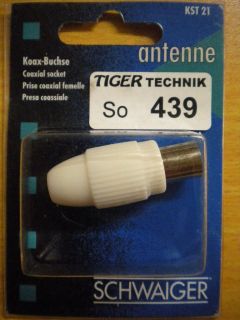 KST 21
antenne
Koax-Buchse
Coaxial socket
Prise coaxial femelle
Presa coassiale
TIGER TECHNIK
So 439
SCHWAIGER